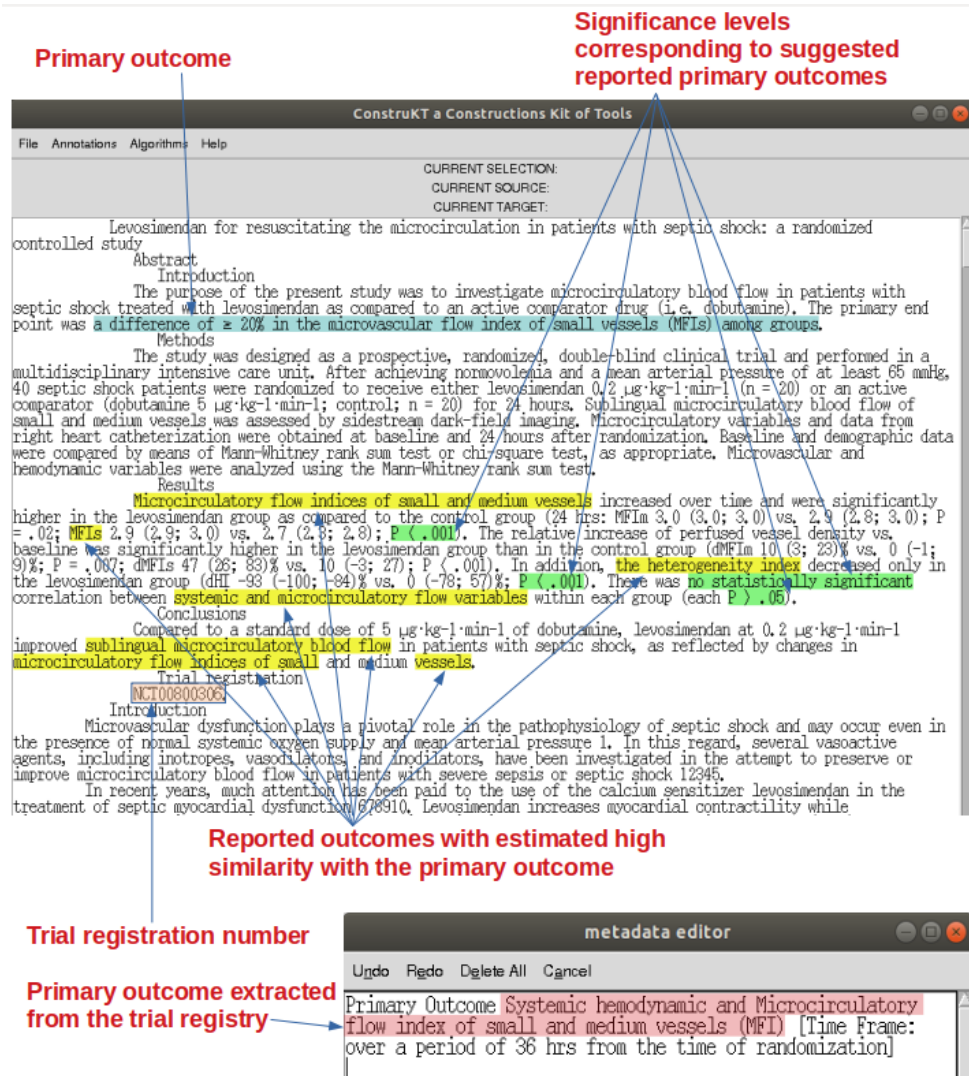 Significance levels
corresponding to suggested
reported primary outcomes
Primary outcome
ConstruKT a Constructions Kit of Tools
File Annotations Algorithms Help
CURRENT SELECTION:
CURRENT SOURCE:
CURRENT TARGET:
Levosimendan for resuscitating the microcirculation in patients with septic shock: a randomized
controlled study
Abstract
Introduction
The purpose of the present study was to investigate microcirculatory blood flow in patients with
septic shock treated with levosimendan as compared to an active comparator drug (i.e. dobutamine). The primary end
point was a difference of ≥ 20% in the microvascular flow index of small vessels (MFIs) among groups.
Methods
The study was designed as a prospective, randomized, double-blind clinical trial and performed in a
multidisciplinary intensive care unit. After achieving normovolenia and a mean arterial pressure of at least 65 mmHg,
40 septic shock patients were randomized to receive either levosimendan 0.2 μg·kg-1·min-1 (n = 20) or an active
comparator (dobutamine 5 μg·kg-1·min-1; control; n = 20) for 24 hours. Sublingual microcirculatory blood flow of
small and medium vessels was assessed by sidestream dark-field imaging. Microcirculatory variables and data from
right heart catheterization were obtained at baseline and 24 hours after randomization. Baseline and demographic data
were compared by means of Mann-Whitney rank sum test or chi-square test, as appropriate. Microvascular and
hemodynamic variables were analyzed using the Mann-Whitney rank sum test.
Results
Microcirculatory flow indices of small and medium vessels increased over time and were significantly
higher in the levosimendan group as compared to the control group (24 hrs: MFIm 3.0 (3.0; 3.0) vs. 2.9 (2.8; 3.0); P
= .02; MFIs 2.9 (2.9; 3.0) vs. 2.7 (2.3; 2.8); P < .001). The relative increase of perfused vessel density vs.
baseline was significantly higher in the levosimendan group than in the control group (dMFIm 10 (3; 23)% vs. 0 (-1;
9)%; P = .007; dMFIs 47 (26; 83)% vs. 10 (-3; 27); P < .001). In addition, the heterogeneity index decreased only in
the levosimendan group (dHI -93 (-100; -84)% vs. 0 (-78; 57)%; P < .001). There was no statistically significant
correlation between systemic and microcirculatory flow variables within each group (each P > .05).
Conclusions
Compared to a standard dose of 5 μg·kg-1·min-1 of dobutamine, levosimendan at 0.2 μg·kg-1·min-1
improved sublingual microcirculatory blood flow in patients with septic shock, as reflected by changes in
microcirculatory flow indices of small and medium vessels.
Trial registration
NCT00800306.
Introduction
Microvascular dysfunction plays a pivotal role in the pathophysiology of septic shock and may occur even in
the presence of normal systemic oxygen supply and mean arterial pressure 1. In this regard, several vasoactive
agents, including inotropes, vasodilators, and inodilators, have been investigated in the attempt to preserve or
improve microcirculatory blood flow in patients with severe sepsis or septic shock 12345.
In recent years, much attention has been paid to the use of the calcium sensitizer levosimendan in the
treatment of septic myocardial dysfunction 678910. Levosimendan increases myocardial contractility while
Reported outcomes with estimated high
similarity with the primary outcome
Trial registration number
metadata editor
Undo Redo Delete All Cancel
Primary outcome extracted
from the trial registry
Primary Outcome Systemic hemodynamic and Microcirculatory
flow index of small and medium vessels (MFI) [Time Frame:
over a period of 36 hrs from the time of randomization]